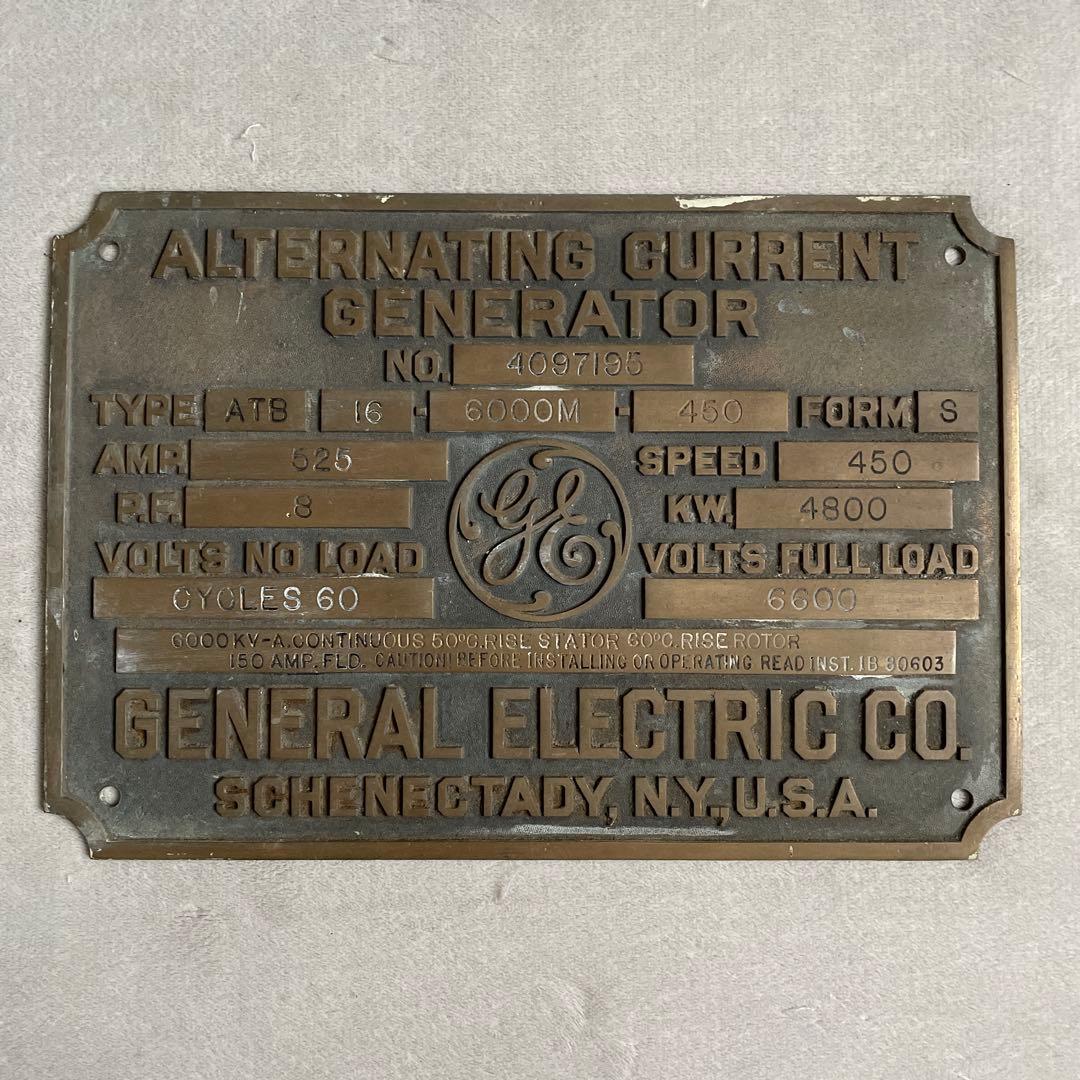 ALTERNATING CURRENT
GENERATOR
NO. 4097195
TYPE ATB 16 - 6000M - 450 FORM S
AMP. 525 SPEED 450
P.F. .8 KW. 4800
GE
VOLTS NO LOAD VOLTS FULL LOAD
CYCLES 60 6600
6000 KV-A. CONTINUOUS 50°C. RISE STATOR 60°C. RISE ROTOR
150 AMP. FLD. CAUTION! BEFORE INSTALLING OR OPERATING READ INST. IB 80603
GENERAL ELECTRIC CO.
SCHENECTADY, N.Y., U.S.A.